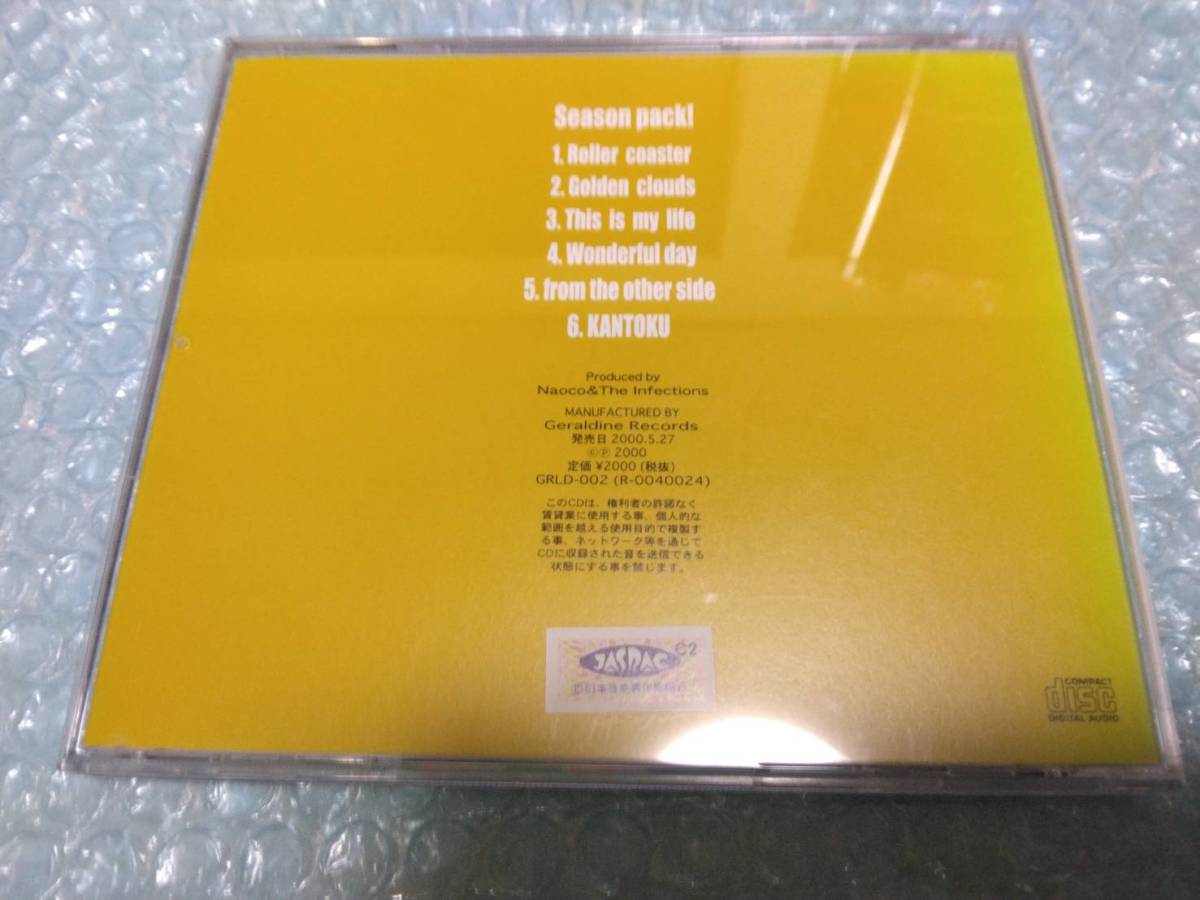 Season pack!
1. Roller coaster
2. Golden clouds
3. This is my life
4. Wonderful day
5. from the other side
6. KANTOKU
Produced by
Naoco&The Infections
MANUFACTURED BY
Geraldine Records
発売日 2000.5.27
©℗ 2000
定価 ¥2000 (税抜)
GRLD-002 (R-0040024)
このCDは、権利者の許諾なく
賃貸業に使用する事、個人的な
範囲を越える使用目的で複製す
る事、ネットワーク等を通じて
CDに収録された音を送信できる
状態にする事を禁じます。
JASRAC
C2
COMPACT
disc
DIGITAL AUDIO